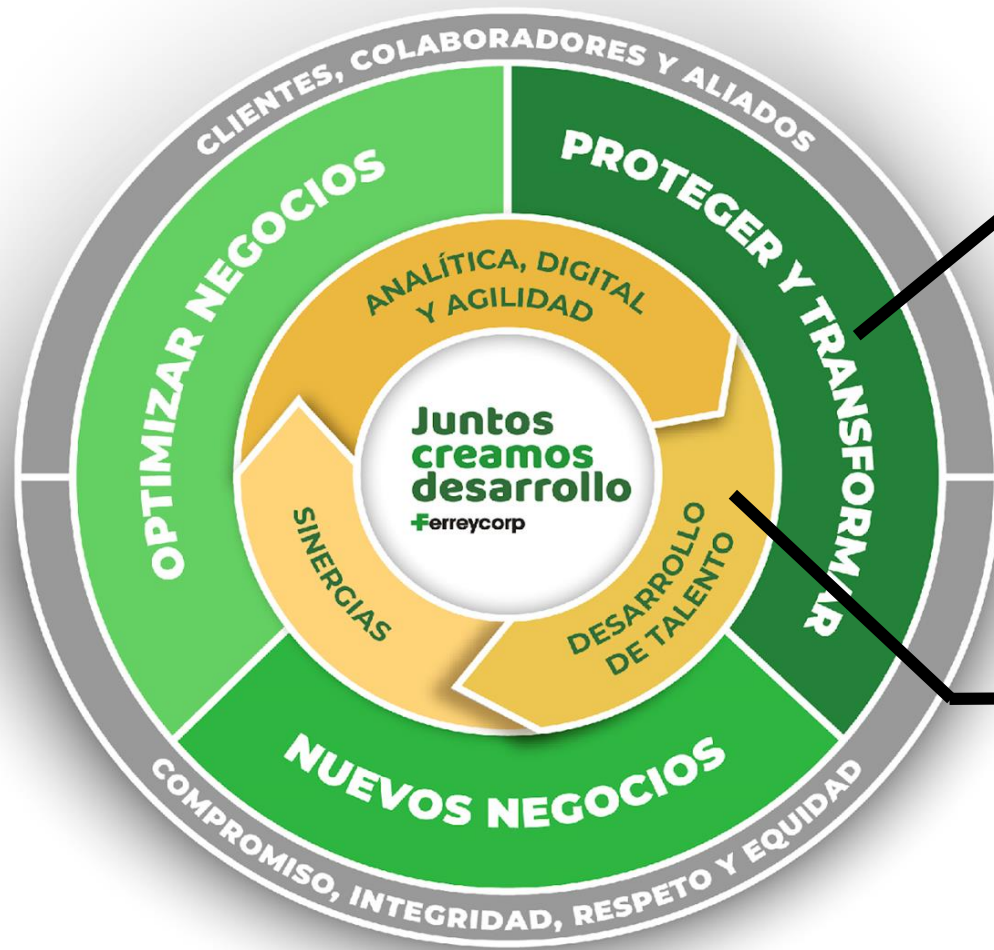 CLIENTES, COLABORADORES Y ALIADOS
OPTIMIZAR NEGOCIOS
PROTEGER Y TRANSFORMAR
ANALÍTICA, DIGITAL
Y AGILIDAD
Juntos
creamos
desarrollo
Ferreycorp
SINERGIAS
DESARROLLO
DE TALENTO
NUEVOS NEGOCIOS
COMPROMISO, INTEGRIDAD, RESPETO Y EQUIDAD